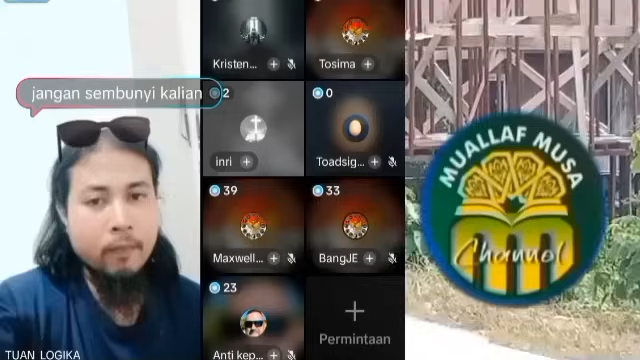 Kristen...
Tosima
jangan sembunyi kalian
2
0
inri
Toadsig...
39
33
Maxwell...
BangJE
23
Anti kep...
Permintaan
TUAN LOGIKA
MUALLAF MUSA
Channel